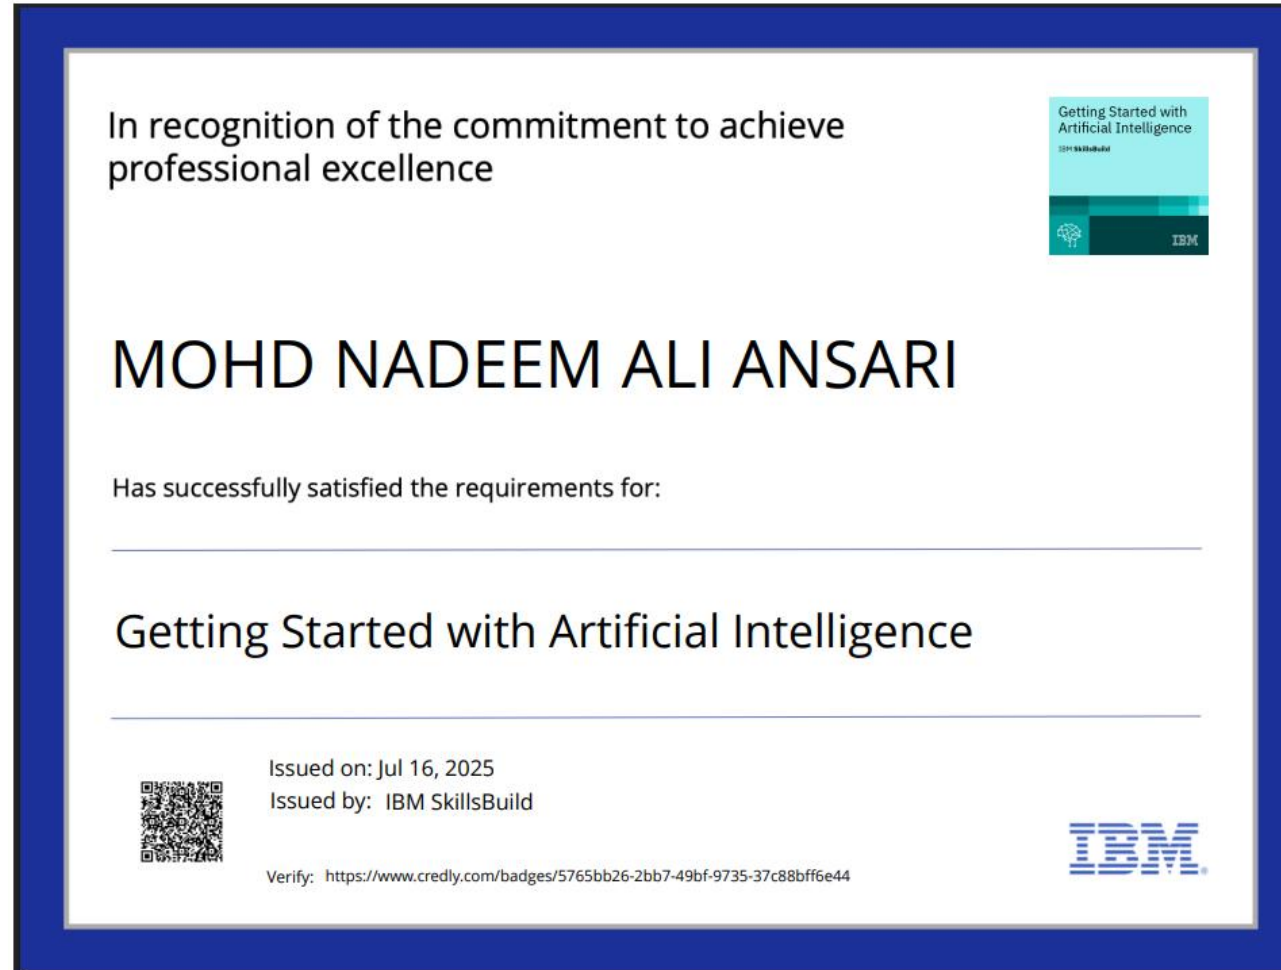 In recognition of the commitment to achieve
professional excellence
Getting Started with
Artificial Intelligence
IBM SkillsBuild
IBM
MOHD NADEEM ALI ANSARI
Has successfully satisfied the requirements for:
Getting Started with Artificial Intelligence
Issued on: Jul 16, 2025
Issued by: IBM SkillsBuild
Verify: https://www.credly.com/badges/5765bb26-2bb7-49bf-9735-37c88bff6e44
IBM.